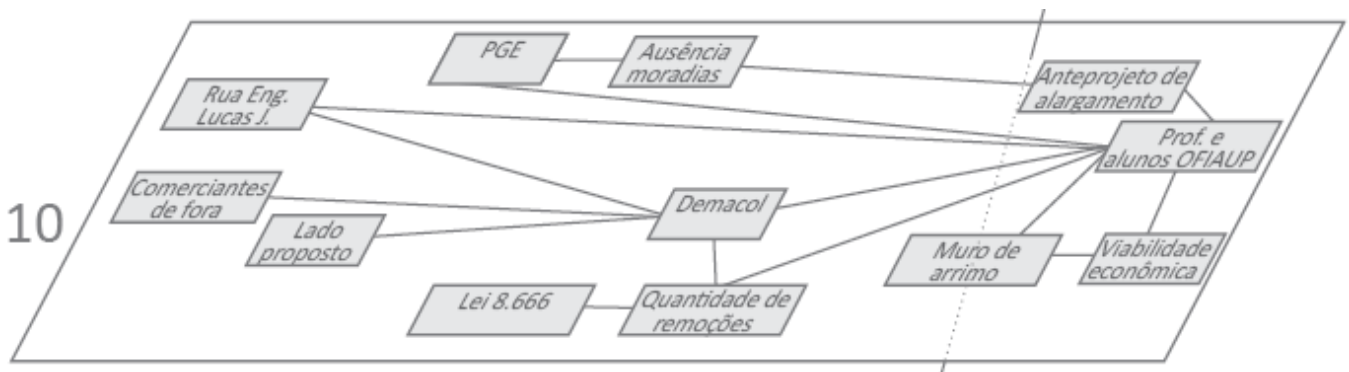 PGE
Ausência
moradias
Anteprojeto de
alargamento
Rua Eng.
Lucas J.
Prof. e
alunos OFIAUP
Comerciantes
de fora
Demacol
10
Lado
proposto
Muro de
arrimo
Viabilidade
econômica
Lei 8.666
Quantidade de
remoções